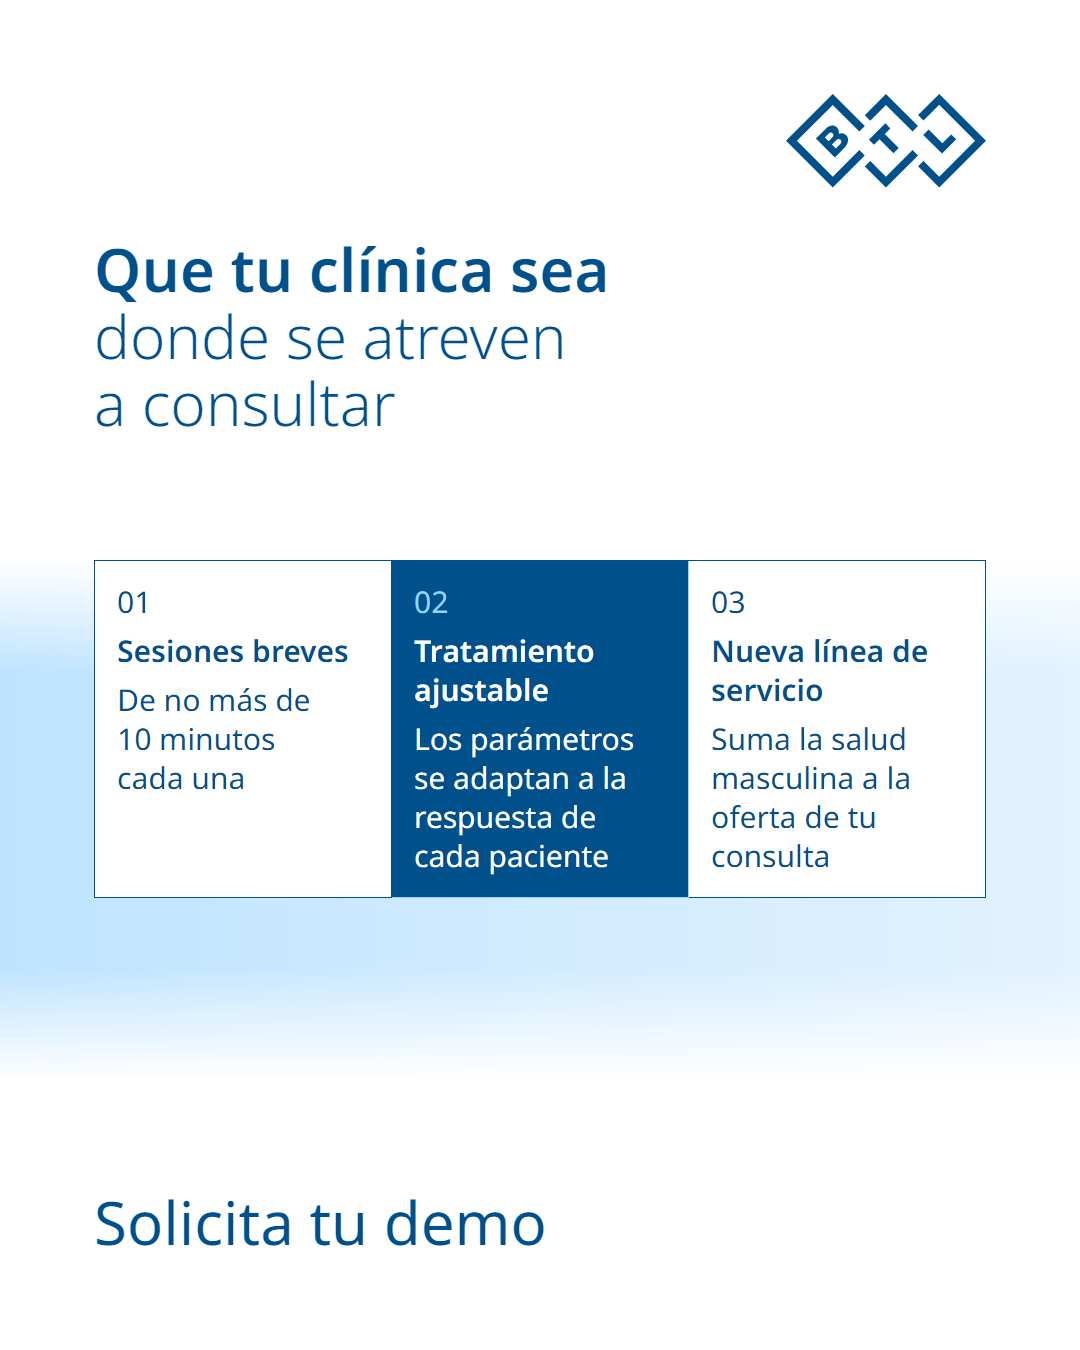 BTL
Que tu clínica sea
donde se atreven
a consultar
01
Sesiones breves
De no más de
10 minutos
cada una
02
Tratamiento
ajustable
Los parámetros
se adaptan a la
respuesta de
cada paciente
03
Nueva línea de
servicio
Suma la salud
masculina a la
oferta de tu
consulta
Solicita tu demo